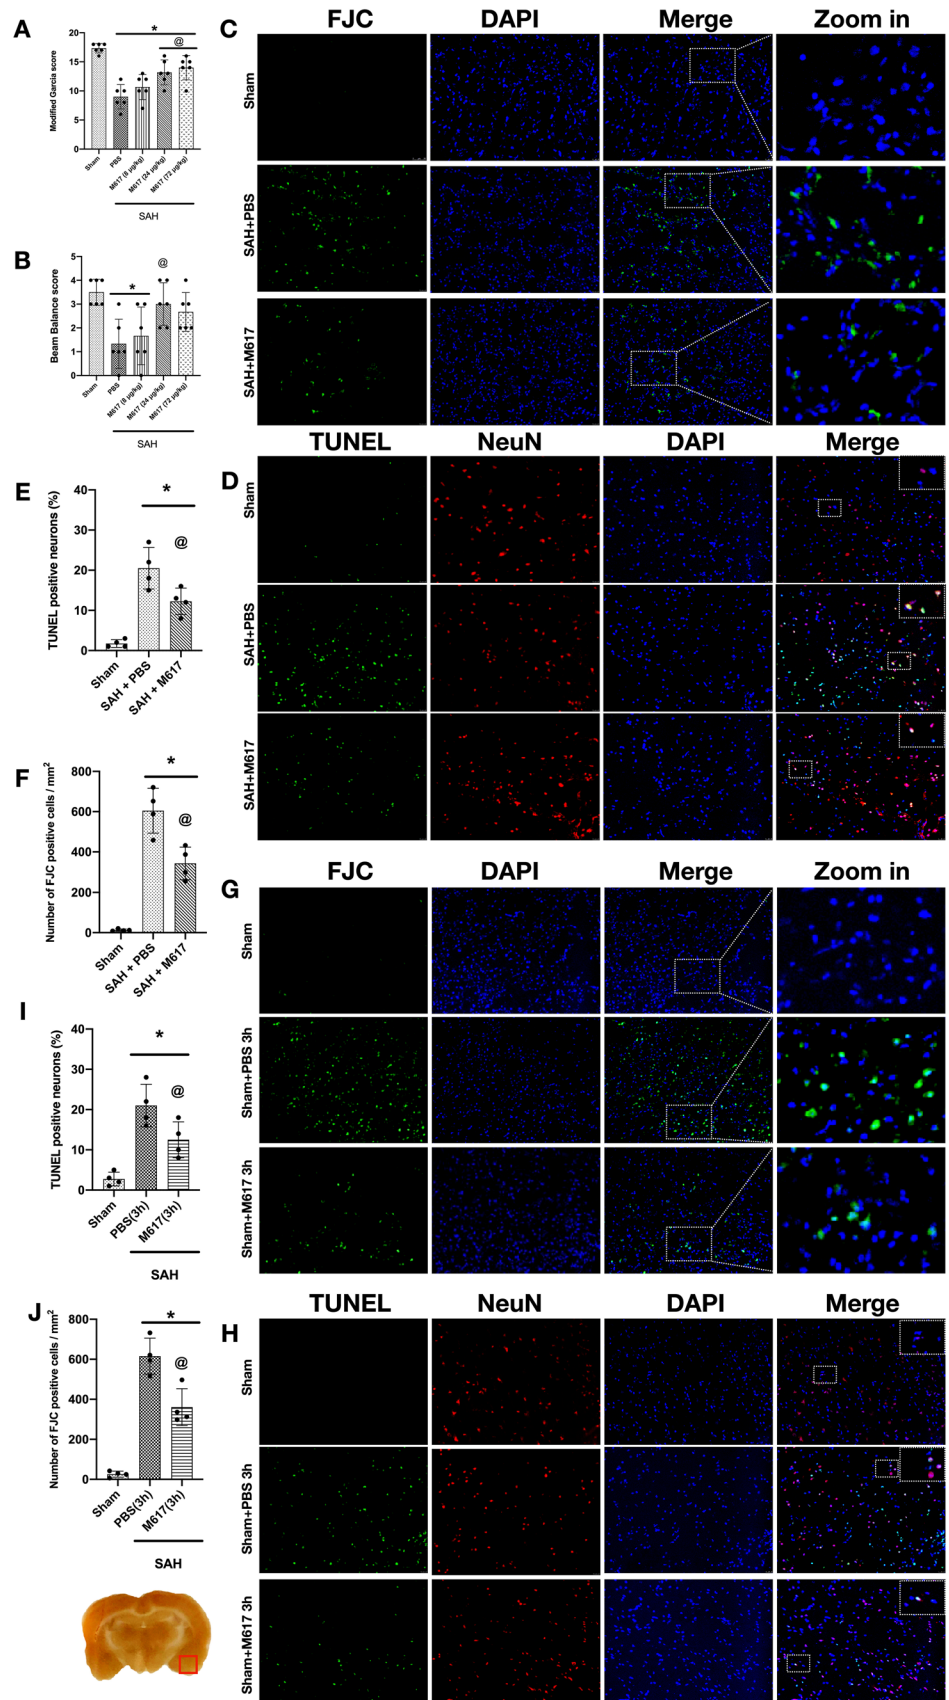 A
*
@
20
15
10
5
0
Modified Garcia score
Sham
PBS
M617 (8 μg/kg)
M617 (24 μg/kg)
M617 (72 μg/kg)
SAH
B
@
*
5
4
3
2
1
0
Beam Balance score
Sham
PBS
M617 (8 μg/kg)
M617 (24 μg/kg)
M617 (72 μg/kg)
SAH
C
FJC DAPI Merge Zoom in
Sham
SAH+PBS
SAH+M617
D
TUNEL NeuN DAPI Merge
Sham
SAH+PBS
SAH+M617
E
*
@
40
30
20
10
0
TUNEL positive neurons (%)
Sham
SAH + PBS
SAH + M617
F
*
@
800
600
400
200
0
Number of FJC positive cells / mm²
Sham
SAH + PBS
SAH + M617
G
FJC DAPI Merge Zoom in
Sham
Sham+PBS 3h
Sham+M617 3h
I
*
@
40
30
20
10
0
TUNEL positive neurons (%)
Sham
PBS(3h)
M617(3h)
SAH
H
TUNEL NeuN DAPI Merge
Sham
Sham+PBS 3h
Sham+M617 3h
J
*
@
800
600
400
200
0
Number of FJC positive cells / mm²
Sham
PBS(3h)
M617(3h)
SAH